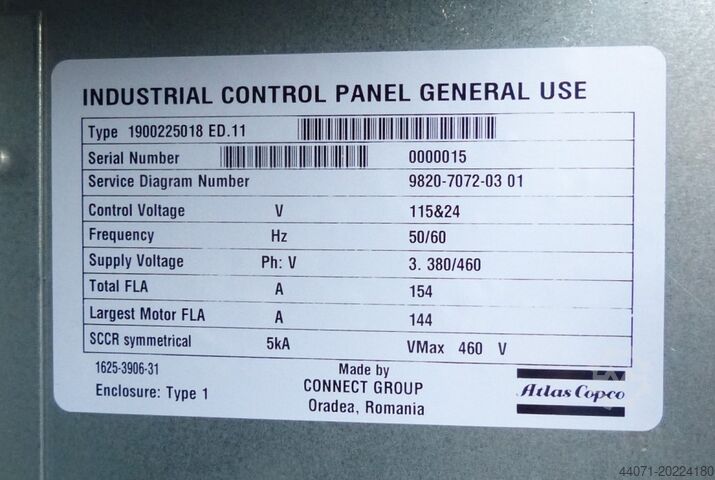 INDUSTRIAL CONTROL PANEL GENERAL USE
Type 1900225018 ED.11
Serial Number 0000015
Service Diagram Number 9820-7072-03 01
Control Voltage V 115&24
Frequency Hz 50/60
Supply Voltage Ph: V 3. 380/460
Total FLA A 154
Largest Motor FLA A 144
SCCR symmetrical 5kA VMax 460 V
1625-3906-31
Enclosure: Type 1
Made by
CONNECT GROUP
Oradea, Romania
Atlas Copco
44071-20224180